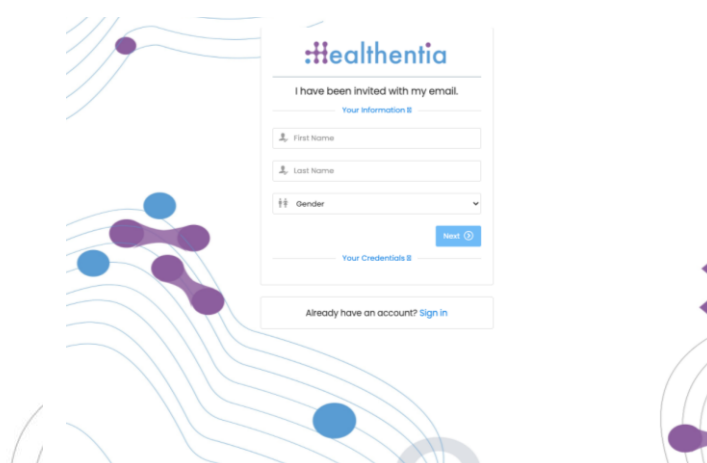 Healthentia
I have been invited with my email.
Your Information
First Name
Last Name
Gender
Next
Your Credentials
Already have an account? Sign in